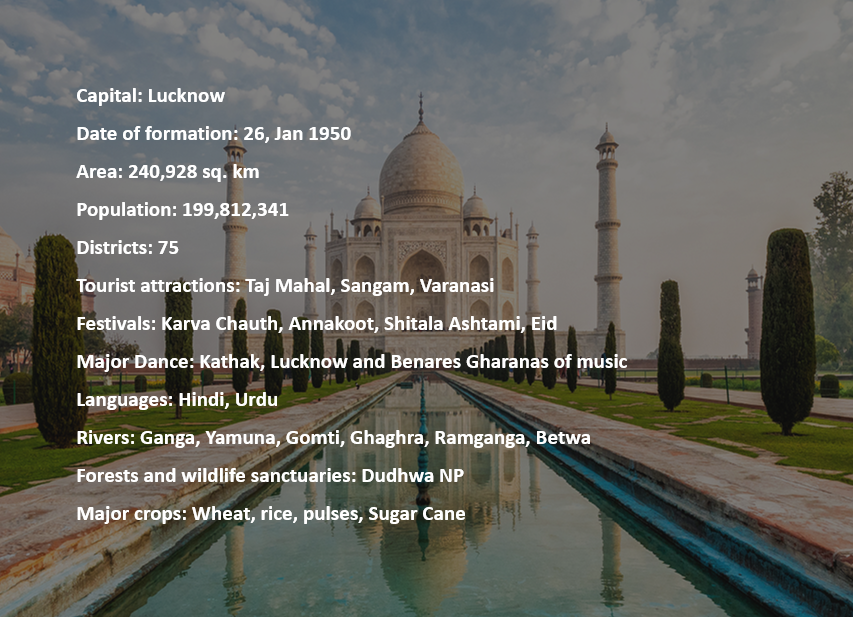 Capital: Lucknow
Date of formation: 26, Jan 1950
Area: 240,928 sq. km
Population: 199,812,341
Districts: 75
Tourist attractions: Taj Mahal, Sangam, Varanasi
Festivals: Karva Chauth, Annakoot, Shitala Ashtami, Eid
Major Dance: Kathak, Lucknow and Benares Gharanas of music
Languages: Hindi, Urdu
Rivers: Ganga, Yamuna, Gomti, Ghaghra, Ramganga, Betwa
Forests and wildlife sanctuaries: Dudhwa NP
Major crops: Wheat, rice, pulses, Sugar Cane